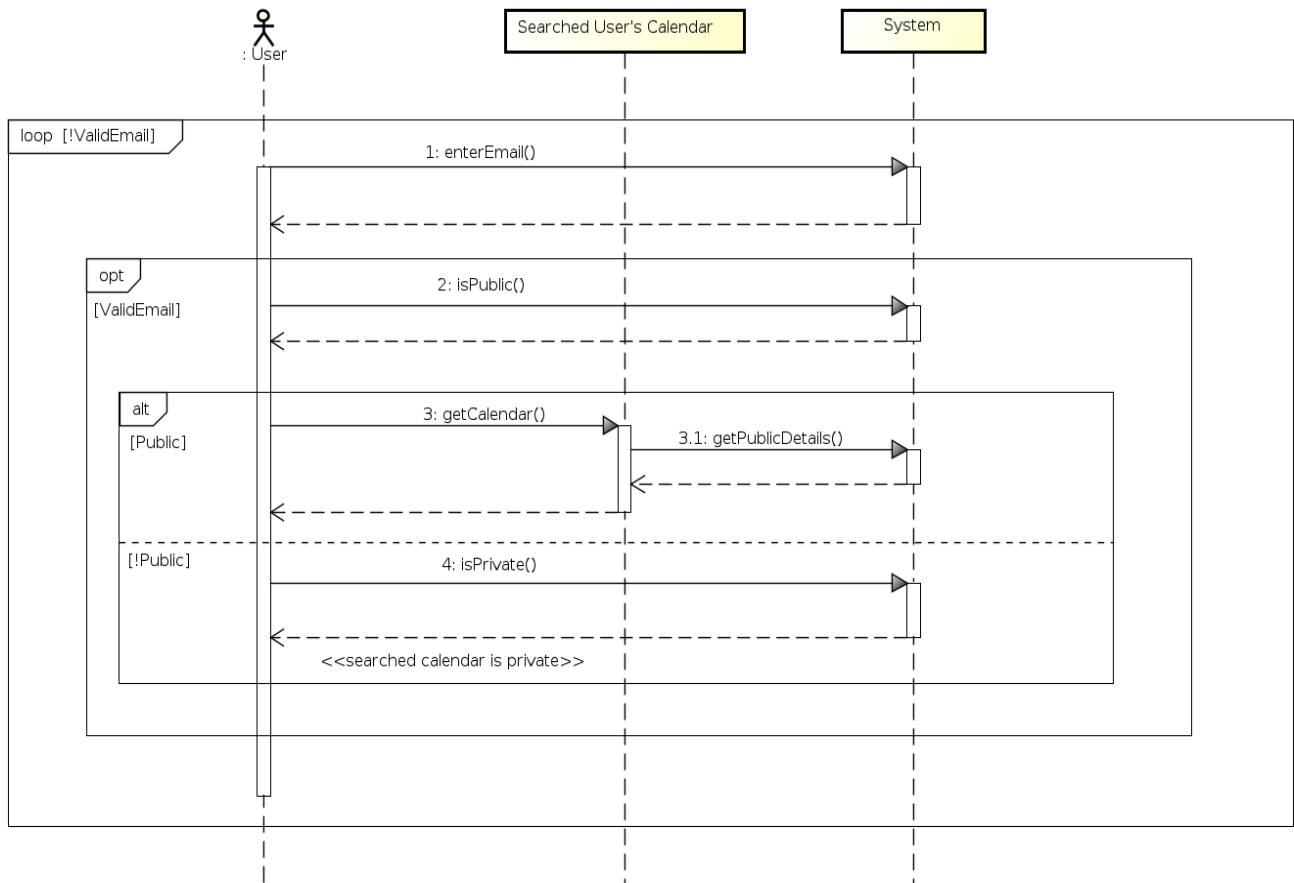 : User
Searched User's Calendar
System
loop [!ValidEmail]
1: enterEmail()
opt
2: isPublic()
[ValidEmail]
alt
3: getCalendar()
[Public]
3.1: getPublicDetails()
[!Public]
4: isPrivate()
<<searched calendar is private>>